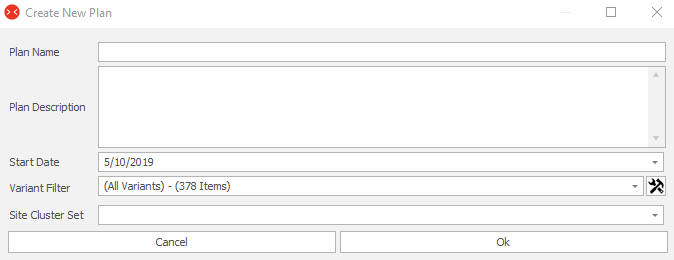 Create New Plan
Plan Name
Plan Description
Start Date 5/10/2019
Variant Filter (All Variants) - (378 Items)
Site Cluster Set
Cancel Ok